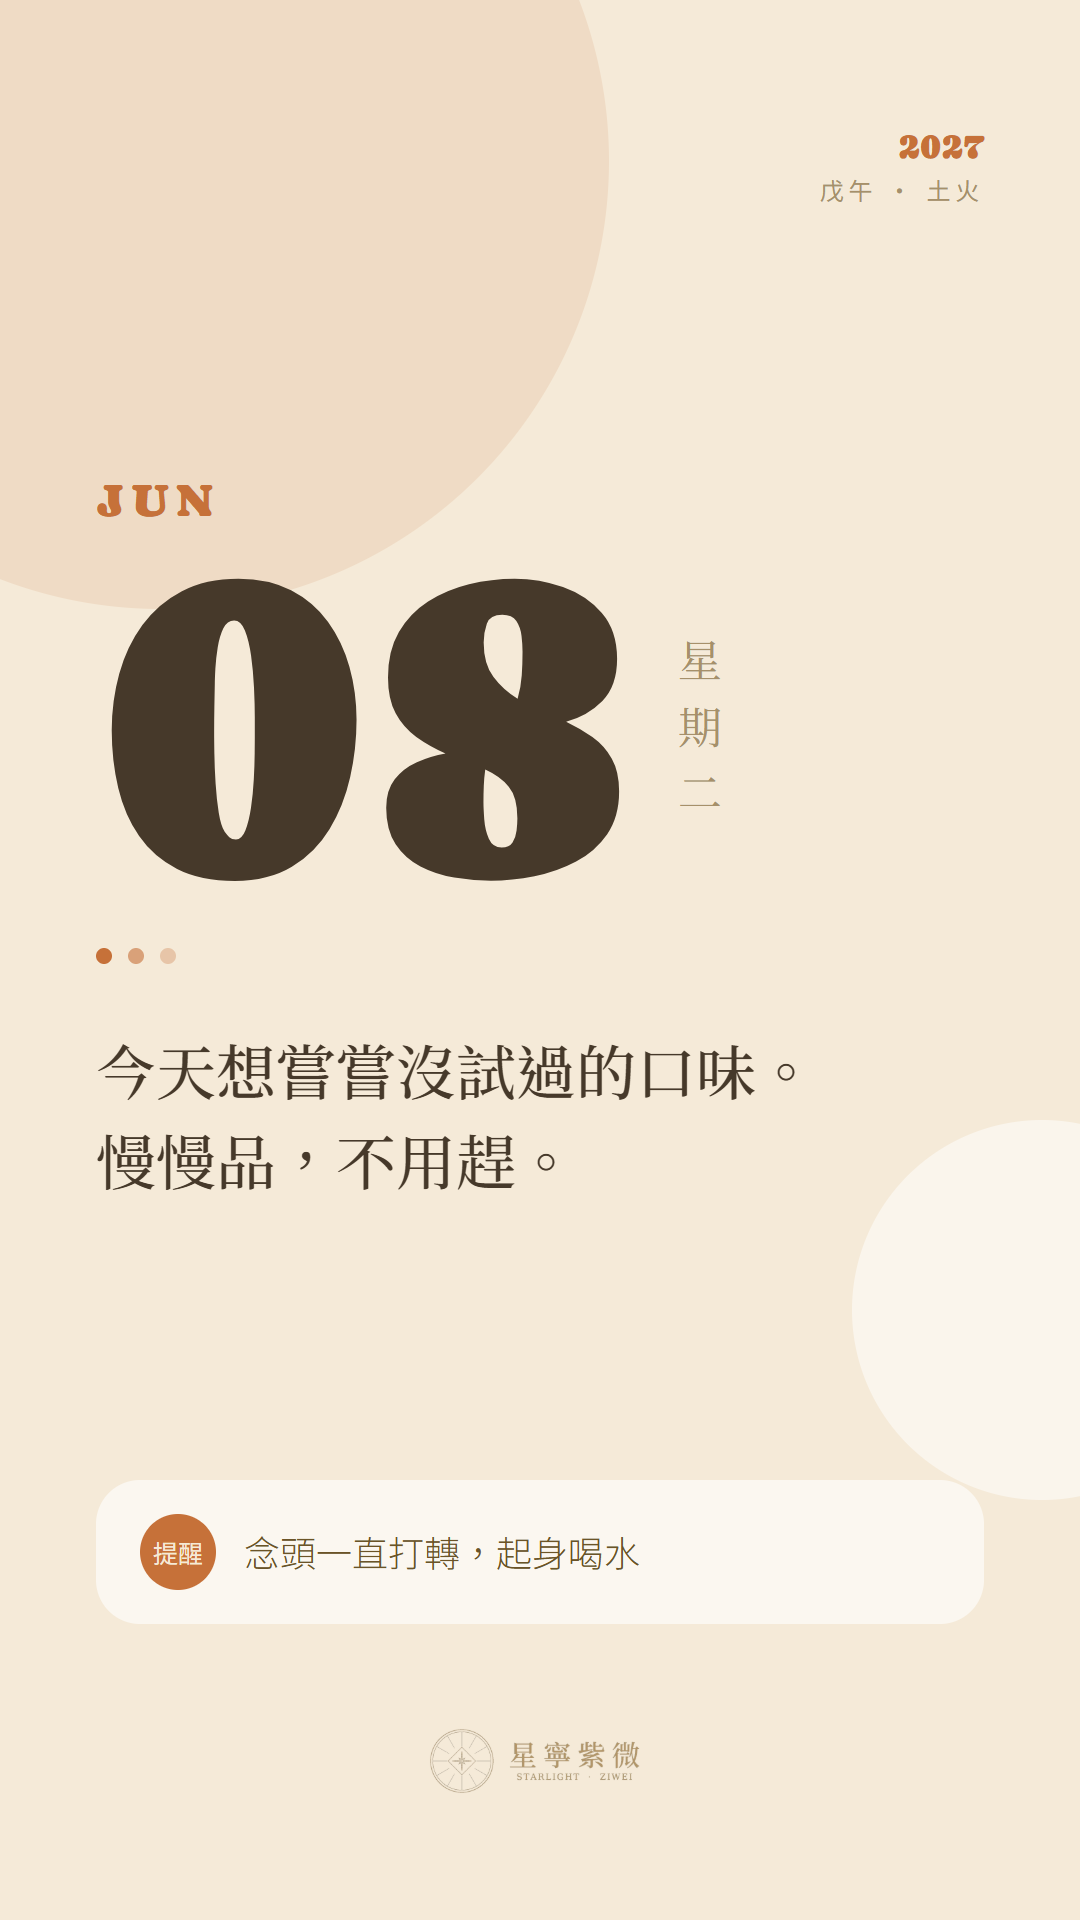 2027
戊午 · 土火
JUN
08
星期二
今天想嘗嘗沒試過的口味。
慢慢品，不用趕。
提醒
念頭一直打轉，起身喝水
星寧紫微
STARLIGHT · ZIWEI